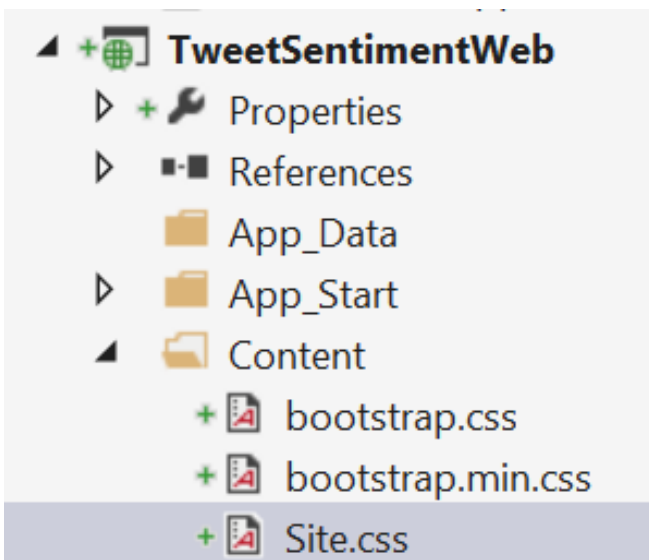 TweetSentimentWeb
Properties
References
App_Data
App_Start
Content
bootstrap.css
bootstrap.min.css
Site.css